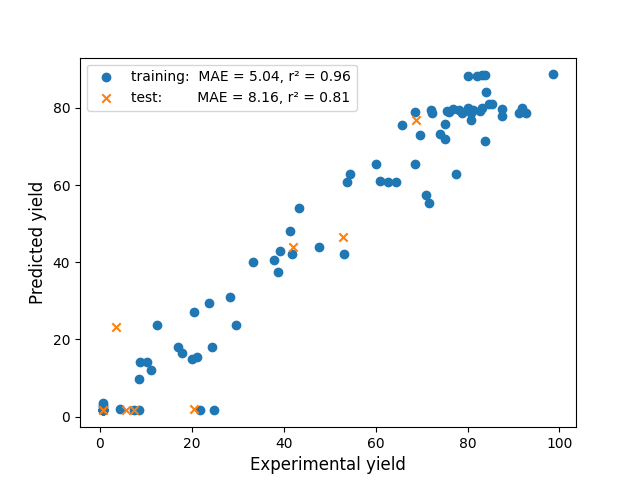 training: MAE = 5.04, r² = 0.96
test: MAE = 8.16, r² = 0.81
80
60
40
20
0
Predicted yield
0 20 40 60 80 100
Experimental yield